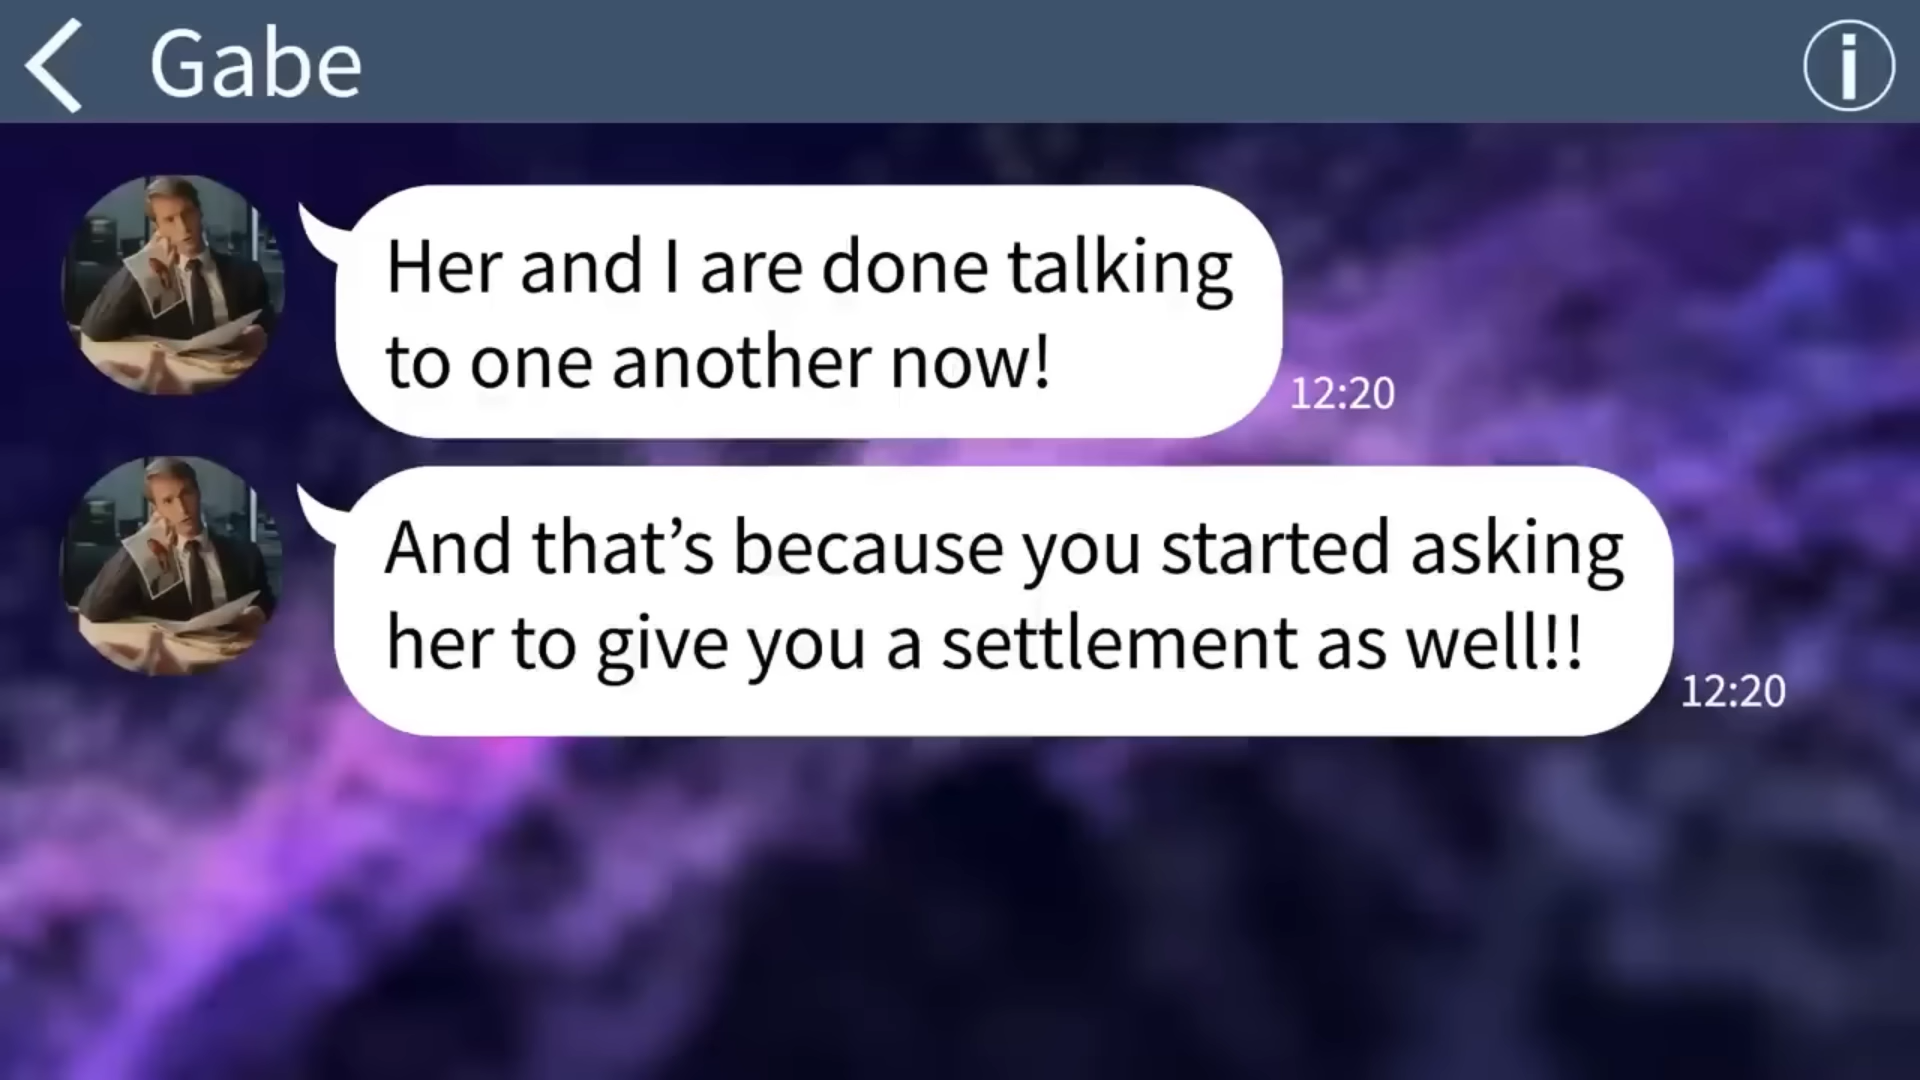 Gabe
Her and I are done talking
to one another now!
12:20
And that’s because you started asking
her to give you a settlement as well!!
12:20